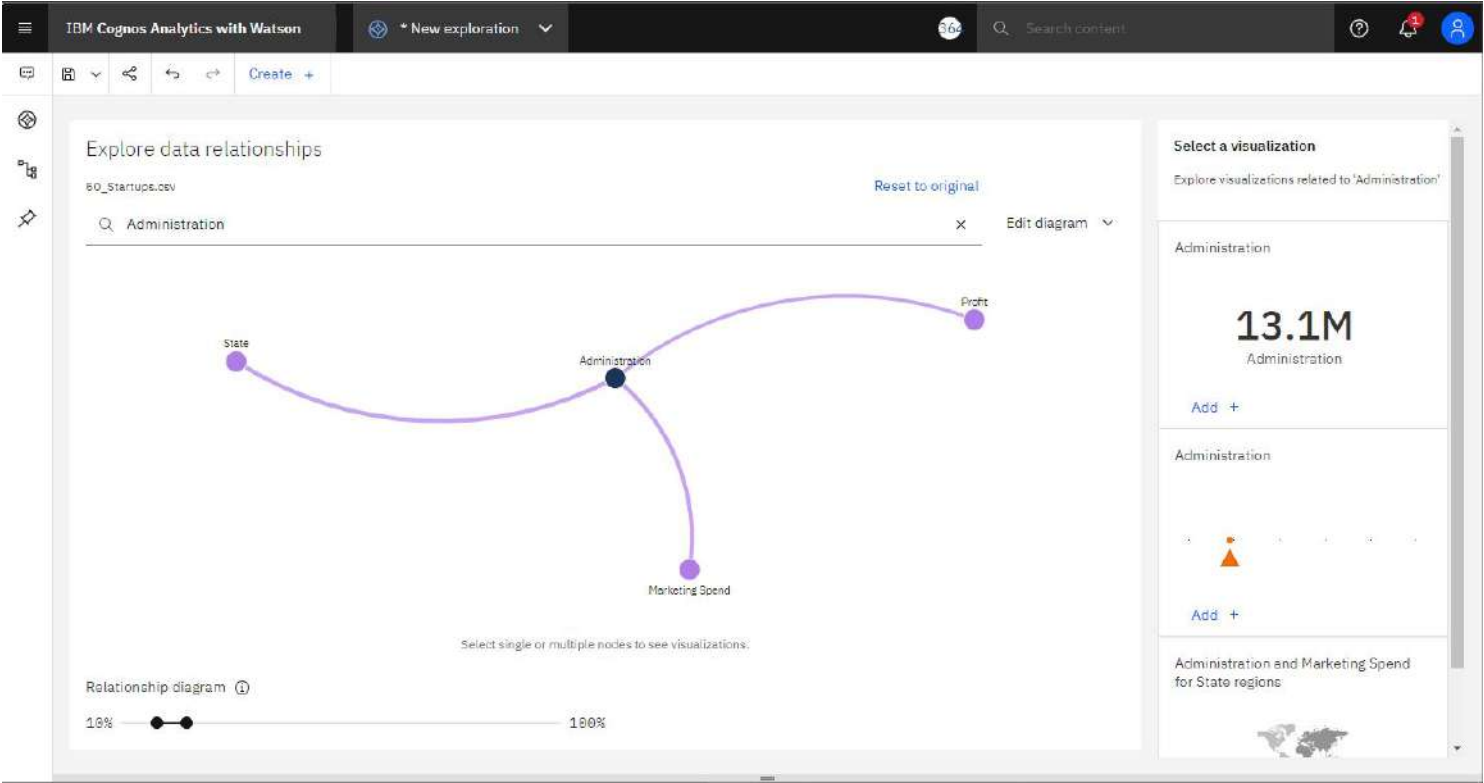 IBM Cognos Analytics with Watson
* New exploration
364
Search content
1
Create +
Explore data relationships
50_Startups.csv
Reset to original
Administration
Edit diagram
State
Administration
Profit
Marketing Spend
Select single or multiple nodes to see visualizations.
Relationship diagram
10%
100%
Select a visualization
Explore visualizations related to 'Administration'
Administration
13.1M
Administration
Add +
Administration
Add +
Administration and Marketing Spend
for State regions